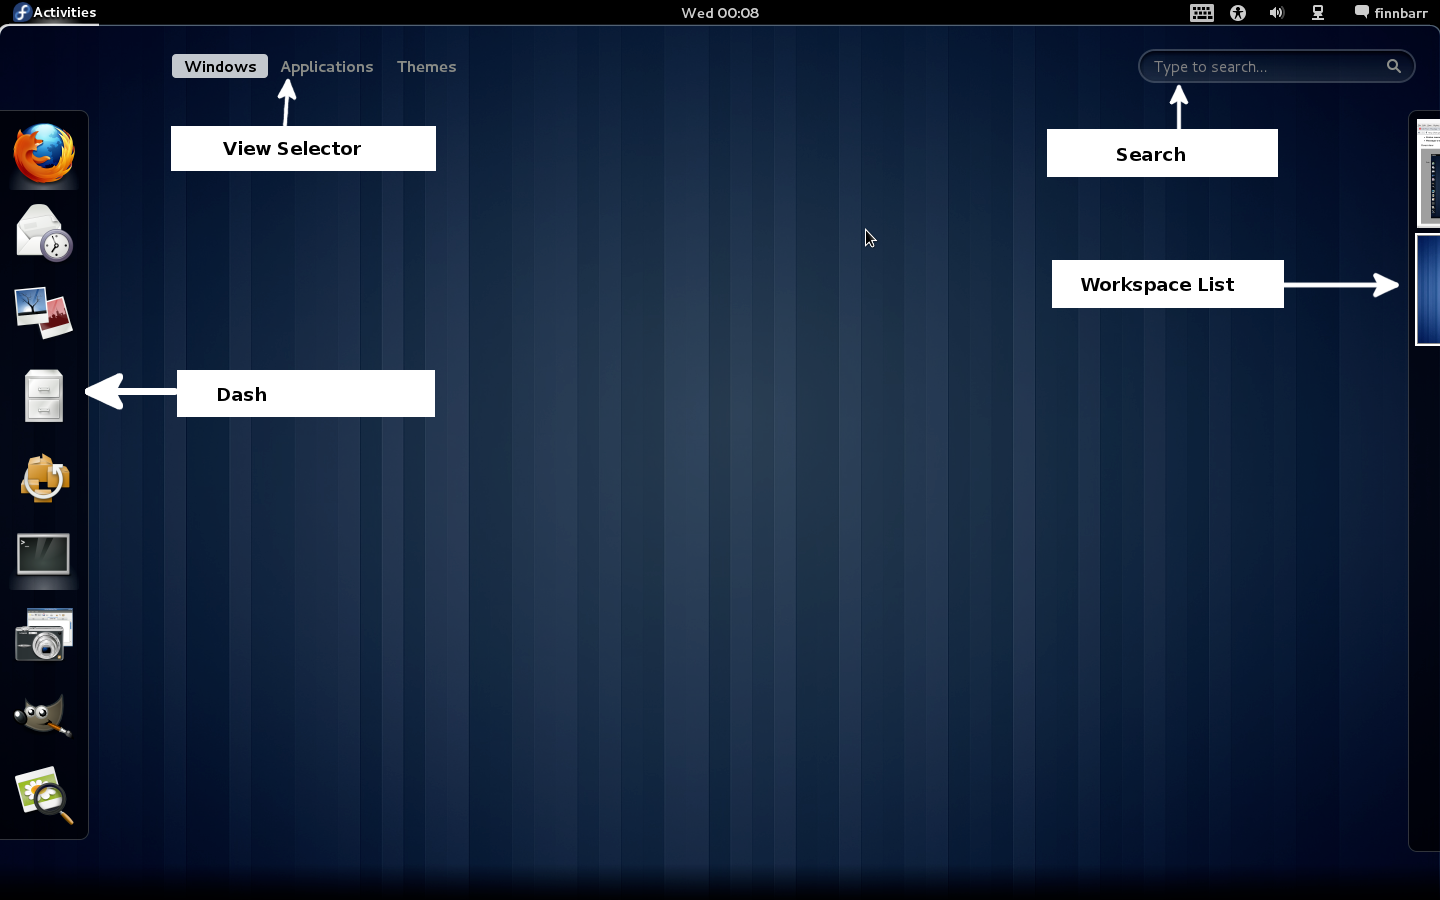 Activities
Wed 00:08
finnbarr
Windows Applications Themes
Type to search...
View Selector
Search
Workspace List
Dash
>_